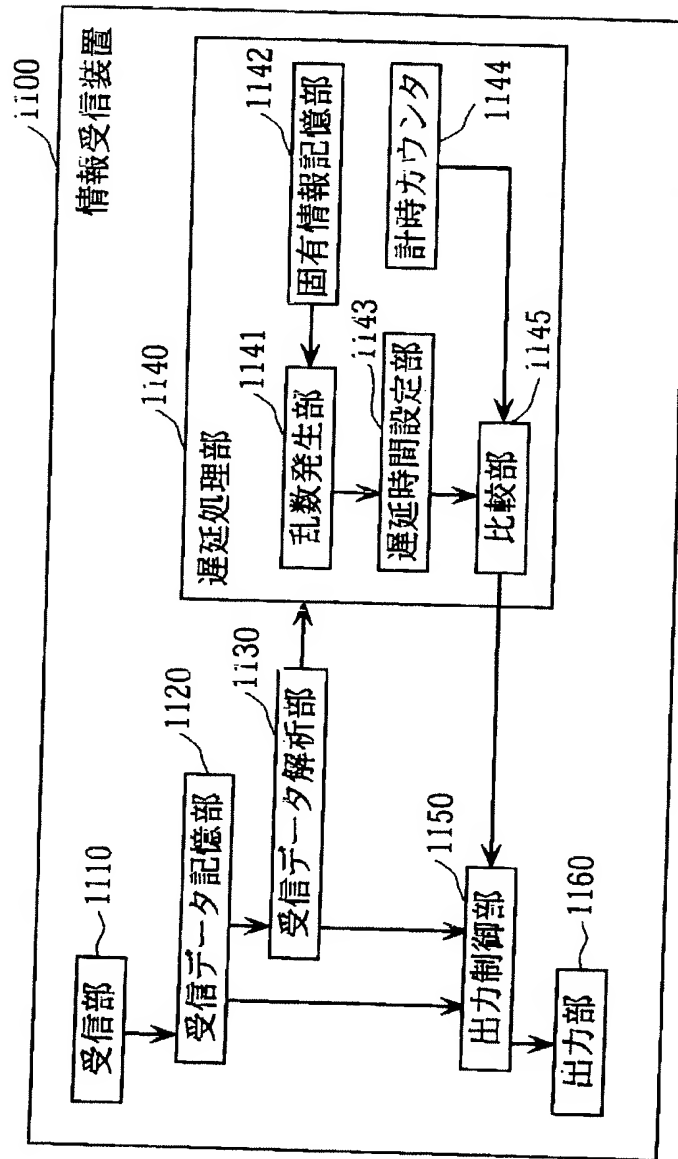 1100
情報受信装置
1110
受信部
1120
受信データ記憶部
1130
受信データ解析部
1140
遅延処理部
1141
乱数発生部
1142
固有情報記憶部
1143
遅延時間設定部
1144
計時カウンタ
1145
比較部
1150
出力制御部
1160
出力部